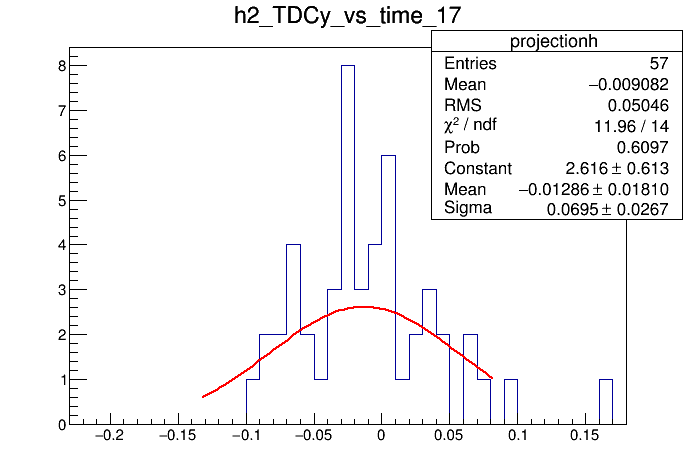 h2_TDCy_vs_time_17
projectionh
Entries 57
Mean −0.009082
RMS 0.05046
χ² / ndf 11.96 / 14
Prob 0.6097
Constant 2.616 ± 0.613
Mean −0.01286 ± 0.01810
Sigma 0.0695 ± 0.0267
8
7
6
5
4
3
2
1
0
−0.2 −0.15 −0.1 −0.05 0 0.05 0.1 0.15